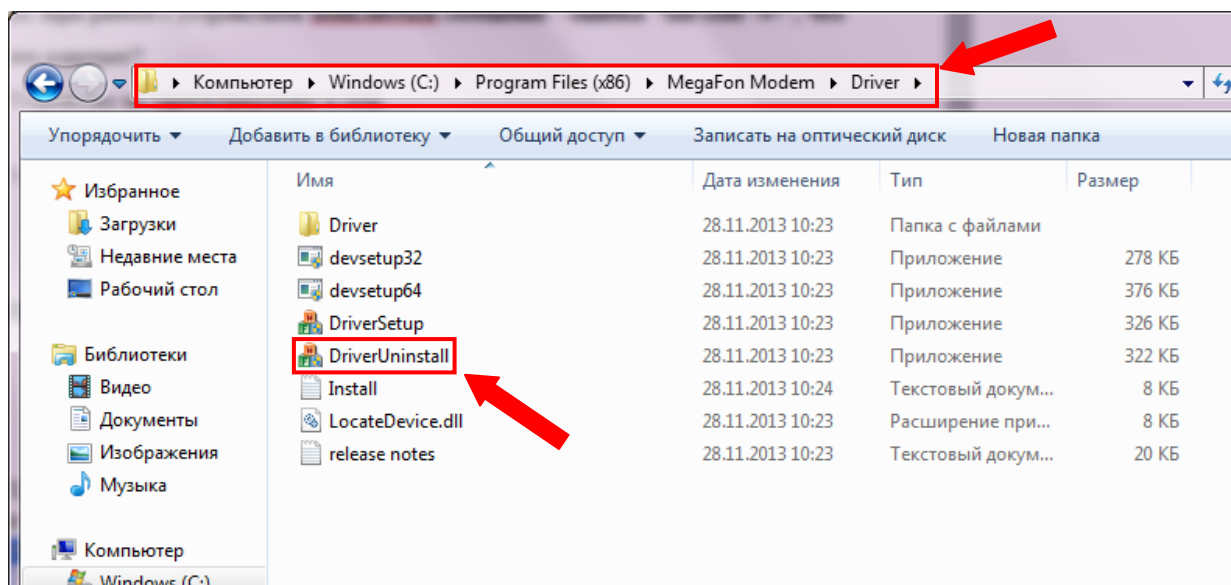 Компьютер Windows (C:) Program Files (x86) MegaFon Modem Driver
Упорядочить Добавить в библиотеку Общий доступ Записать на оптический диск Новая папка
Избранное
Загрузки
Недавние места
Рабочий стол
Библиотеки
Видео
Документы
Изображения
Музыка
Компьютер
Windows (C:)
Имя Дата изменения Тип Размер
Driver 28.11.2013 10:23 Папка с файлами
devsetup32 28.11.2013 10:23 Приложение 278 КБ
devsetup64 28.11.2013 10:23 Приложение 376 КБ
DriverSetup 28.11.2013 10:23 Приложение 326 КБ
DriverUninstall 28.11.2013 10:23 Приложение 322 КБ
Install 28.11.2013 10:24 Текстовый докум... 8 КБ
LocateDevice.dll 28.11.2013 10:23 Расширение при... 8 КБ
release notes 28.11.2013 10:23 Текстовый докум... 20 КБ